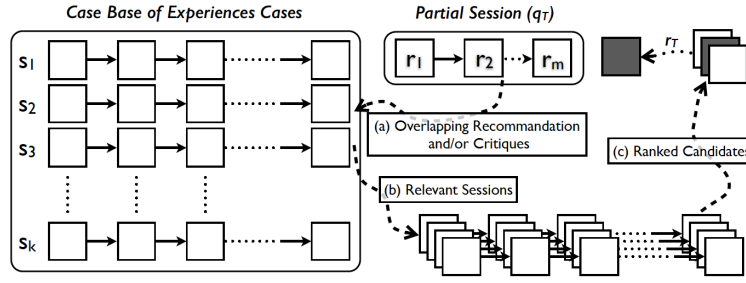 Case Base of Experiences Cases
Partial Session (qT)
s1
s2
s3
sk
r1
r2
rm
rT
(a) Overlapping Recommandation
and/or Critiques
(b) Relevant Sessions
(c) Ranked Candidates